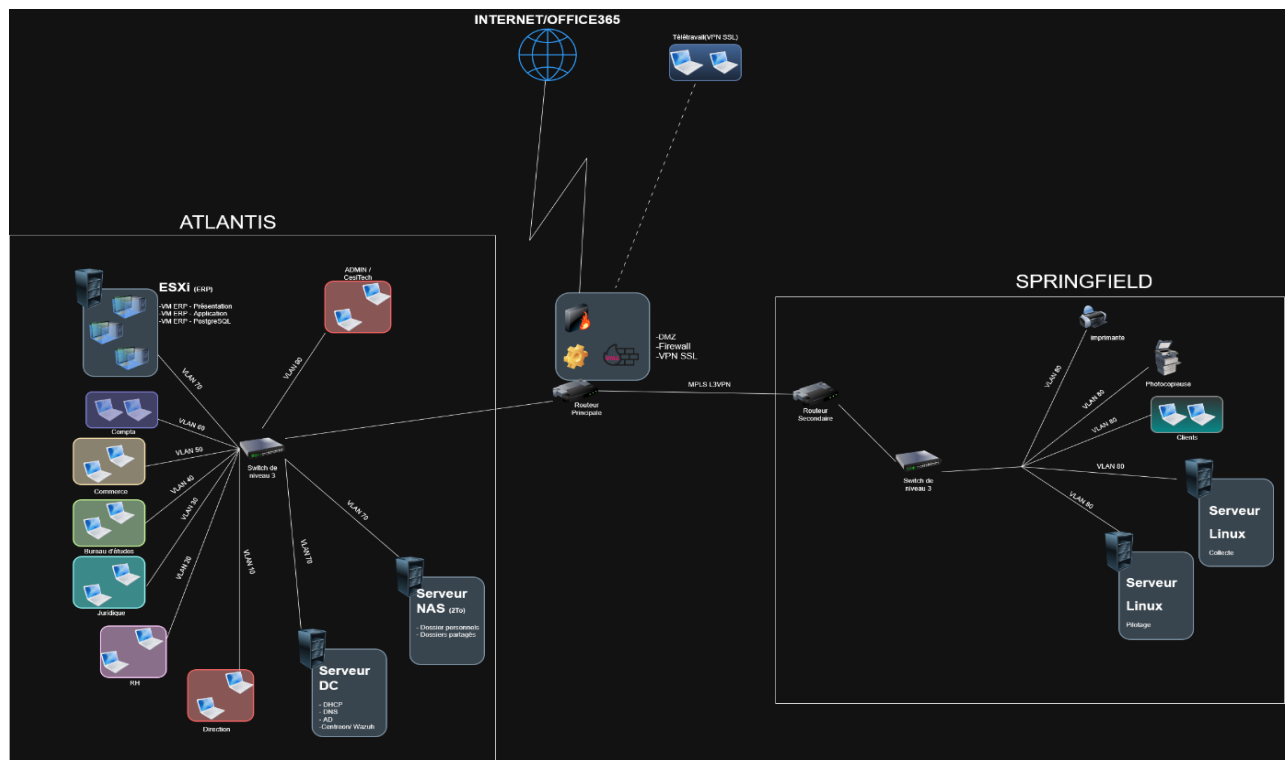 INTERNET/OFFICE365
Télétravail(VPN SSL)
ATLANTIS
ESXi (ERP)
-VM ERP - Présentation
-VM ERP - Application
-VM ERP - PostgreSQL
ADMIN /
CesiTech
VLAN 90
VLAN 70
Compta
VLAN 60
Commerce
VLAN 50
Bureau d'études
VLAN 40
Juridique
VLAN 30
RH
VLAN 20
Direction
VLAN 10
Switch de
niveau 3
VLAN 70
Serveur
DC
- DHCP
- DNS
- AD
-Centreon/ Wazuh
VLAN 70
Serveur
NAS (2To)
- Dossier personnels
- Dossiers partagés
-DMZ
-Firewall
-VPN SSL
Routeur
Principale
MPLS L3VPN
Routeur
Secondaire
SPRINGFIELD
Switch de
niveau 3
imprimante
VLAN 80
Photocopieuse
VLAN 80
Clients
VLAN 80
VLAN 80
Serveur
Linux
Collecte
VLAN 80
Serveur
Linux
Pilotage